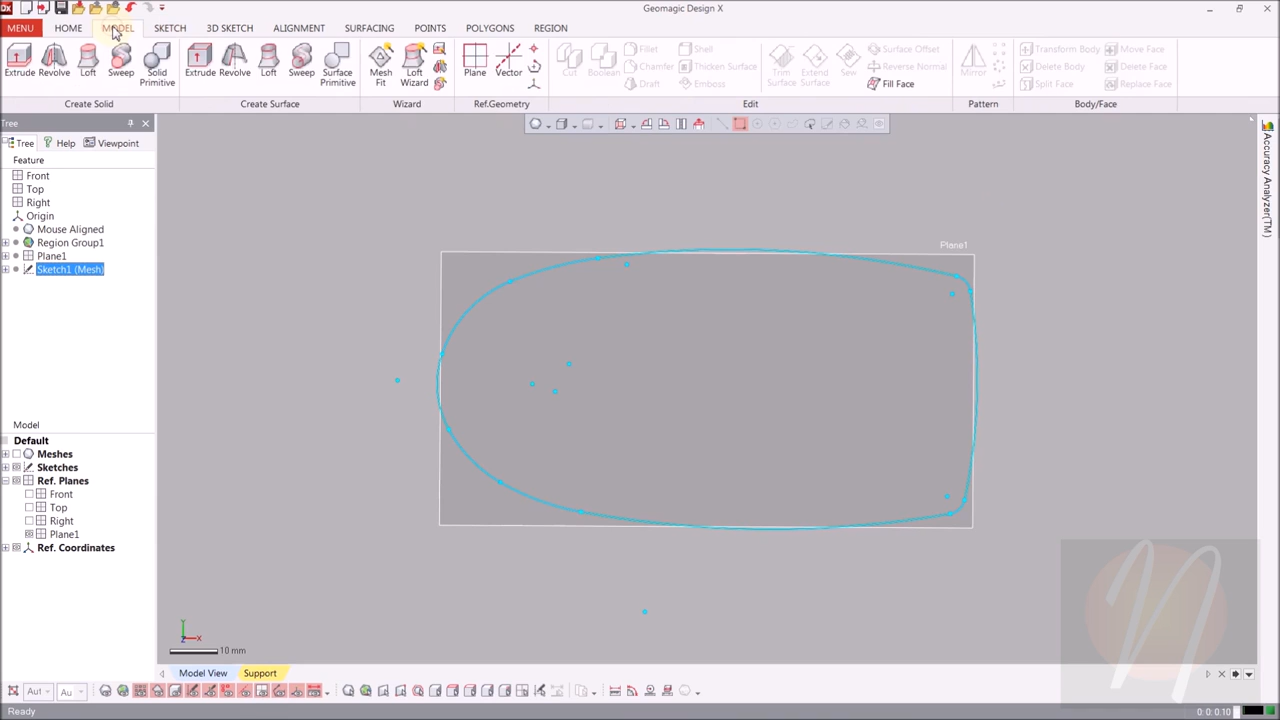 Geomagic Design X
MENU HOME MODEL SKETCH 3D SKETCH ALIGNMENT SURFACING POINTS POLYGONS REGION
Extrude Revolve Loft Sweep Solid Primitive
Create Solid
Extrude Revolve Loft Sweep Surface Primitive
Create Surface
Mesh Fit Loft Wizard
Wizard
Plane Vector
Ref.Geometry
Cut Boolean Fillet Chamfer Draft Shell Thicken Surface Emboss Trim Surface Extend Surface Sew Surface Offset Reverse Normal Fill Face
Edit
Mirror
Pattern
Transform Body Delete Body Split Face Move Face Delete Face Replace Face
Body/Face
Tree
Tree Help Viewpoint
Feature
Front
Top
Right
Origin
Mouse Aligned
Region Group1
Plane1
Sketch1 (Mesh)
Model
Default
Meshes
Sketches
Ref. Planes
Front
Top
Right
Plane1
Ref. Coordinates
Plane1
Accuracy Analyzer(TM)
Y
Z X
10 mm
Model View Support
Aut Au
Ready
0: 0: 0:10